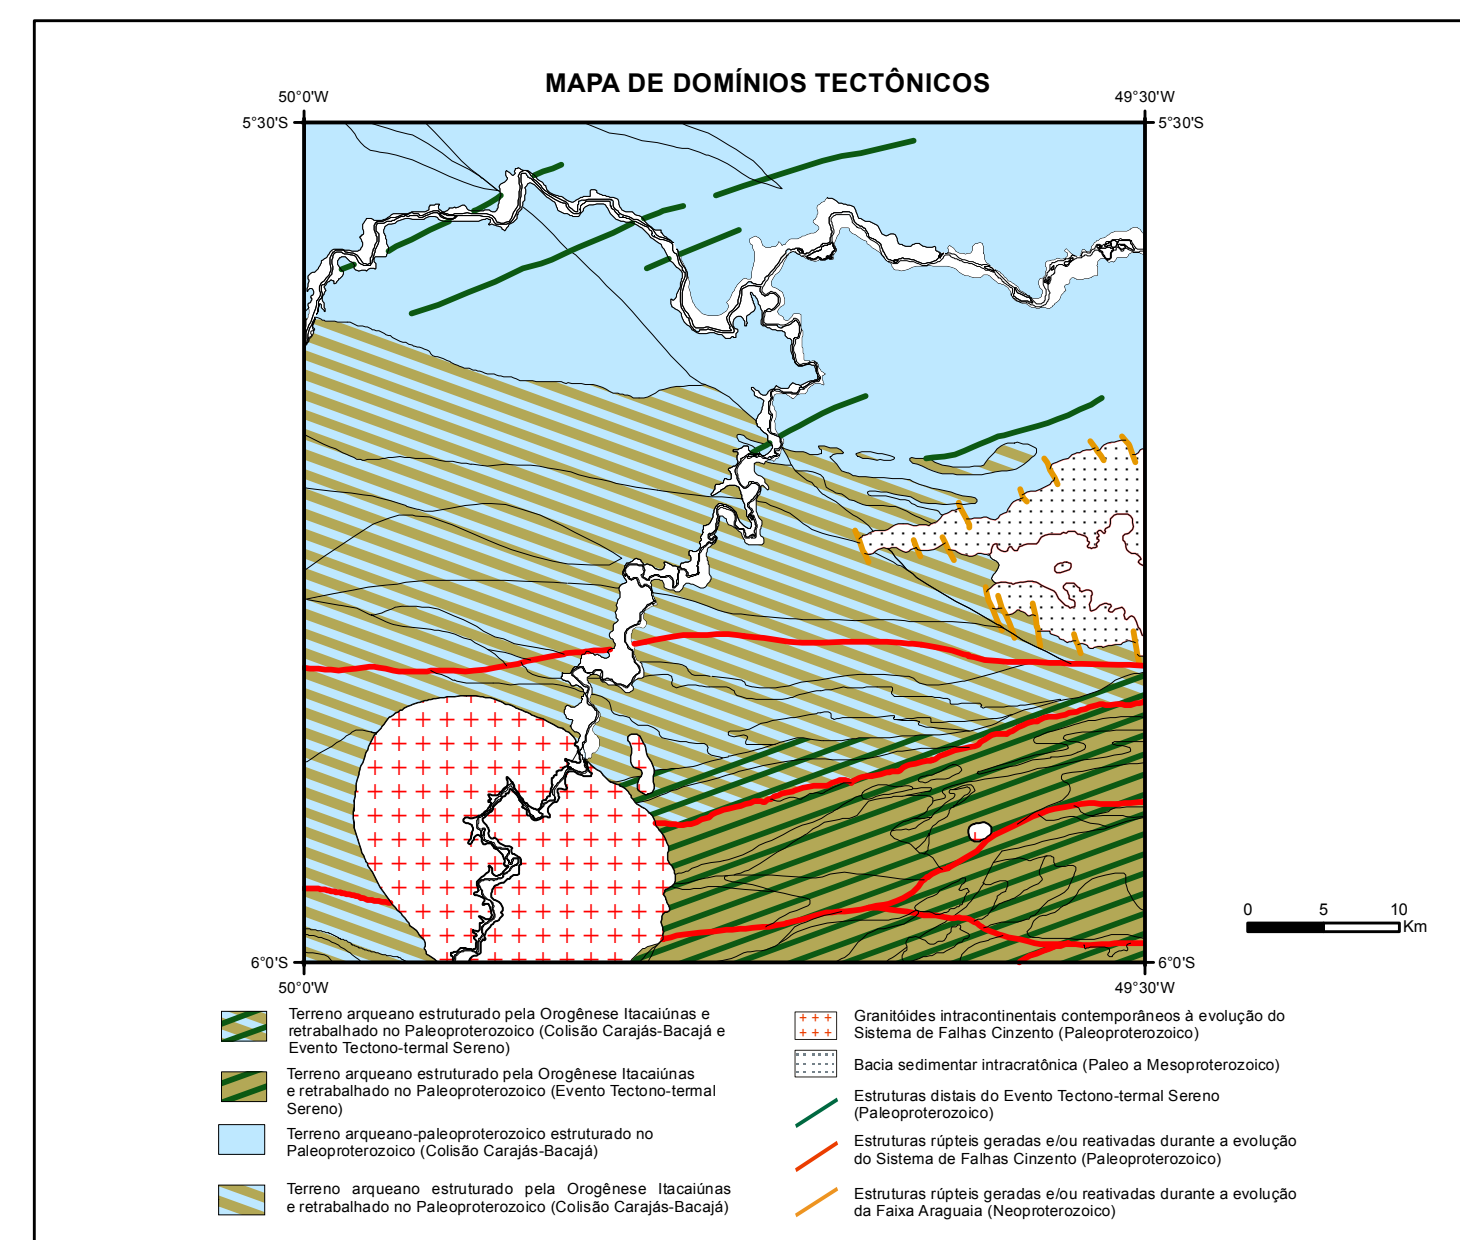 MAPA DE DOMÍNIOS TECTÔNICOS
50°0'W
49°30'W
5°30'S
5°30'S
6°0'S
6°0'S
50°0'W
49°30'W
0 5 10
Km
Terreno arqueano estruturado pela Orogênese Itacaiúnas e
retrabalhado no Paleoproterozoico (Colisão Carajás-Bacajá e
Evento Tectono-termal Sereno)
Terreno arqueano estruturado pela Orogênese Itacaiúnas
e retrabalhado no Paleoproterozoico (Evento Tectono-termal
Sereno)
Terreno arqueano-paleoproterozoico estruturado no
Paleoproterozoico (Colisão Carajás-Bacajá)
Terreno arqueano estruturado pela Orogênese Itacaiúnas
e retrabalhado no Paleoproterozoico (Colisão Carajás-Bacajá)
Granitóides intracontinentais contemporâneos à evolução do
Sistema de Falhas Cinzento (Paleoproterozoico)
Bacia sedimentar intracratônica (Paleo a Mesoproterozoico)
Estruturas distais do Evento Tectono-termal Sereno
(Paleoproterozoico)
Estruturas rúpteis geradas e/ou reativadas durante a evolução
do Sistema de Falhas Cinzento (Paleoproterozoico)
Estruturas rúpteis geradas e/ou reativadas durante a evolução
da Faixa Araguaia (Neoproterozoico)